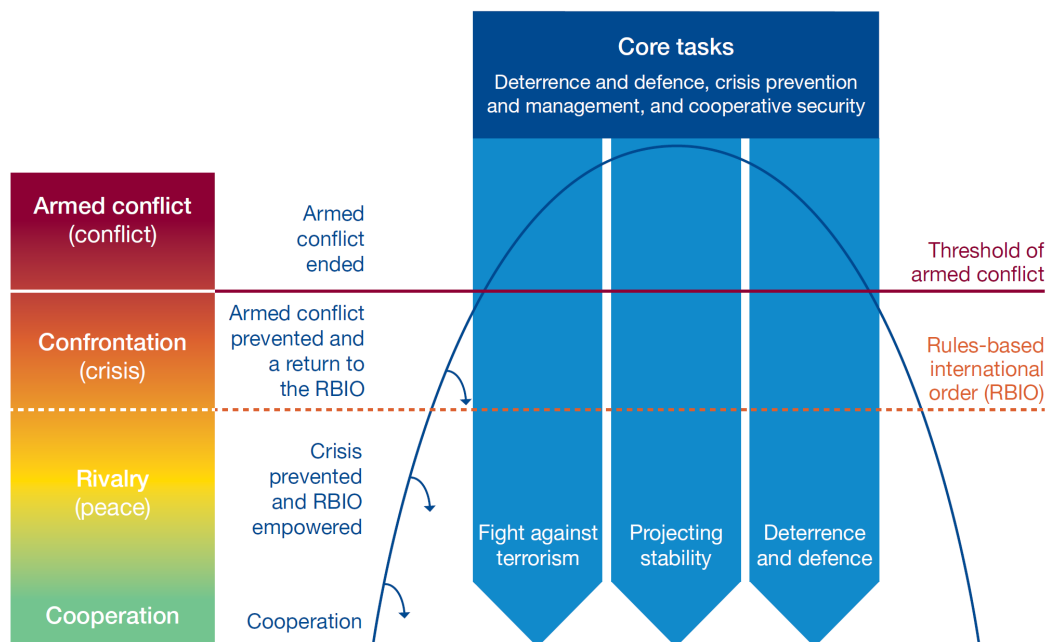 Core tasks
Deterrence and defence, crisis prevention
and management, and cooperative security
Armed conflict
(conflict)
Armed
conflict
ended
Threshold of
armed conflict
Confrontation
(crisis)
Armed conflict
prevented and
a return to
the RBIO
Rules-based
international
order (RBIO)
Rivalry
(peace)
Crisis
prevented
and RBIO
empowered
Fight against
terrorism
Projecting
stability
Deterrence
and defence
Cooperation
Cooperation